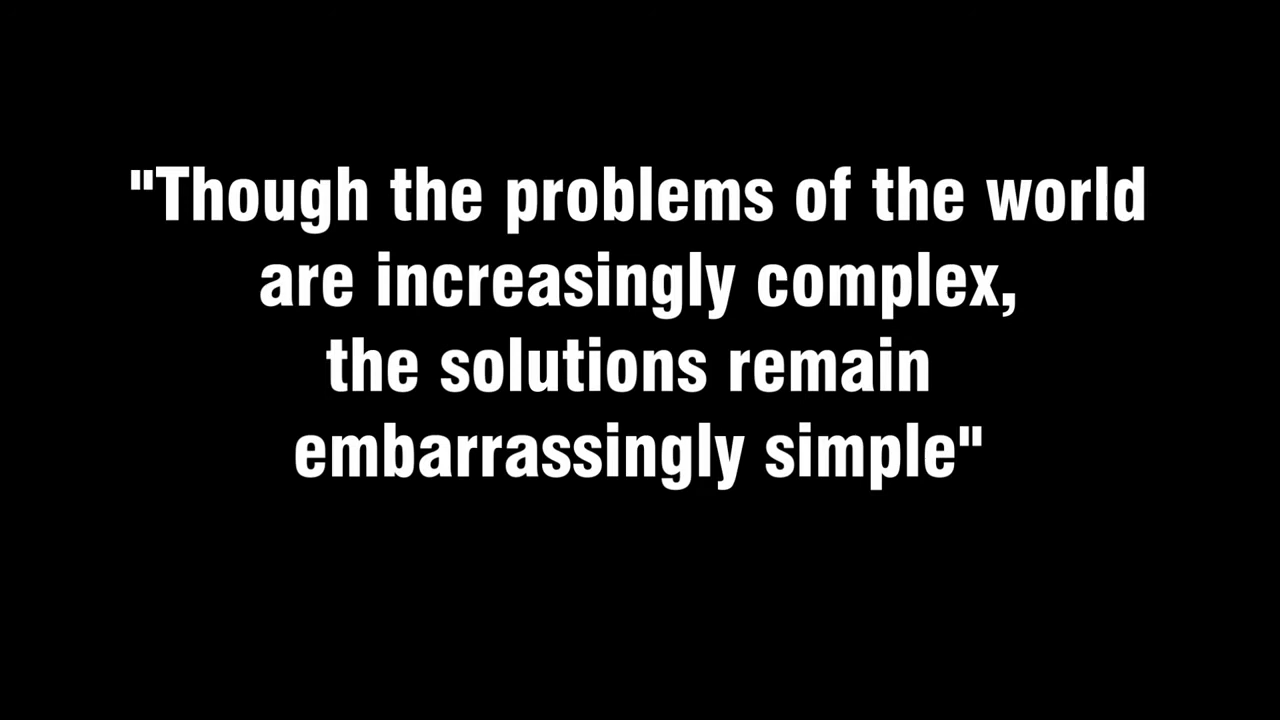 "Though the problems of the world
are increasingly complex,
the solutions remain
embarrassingly simple"